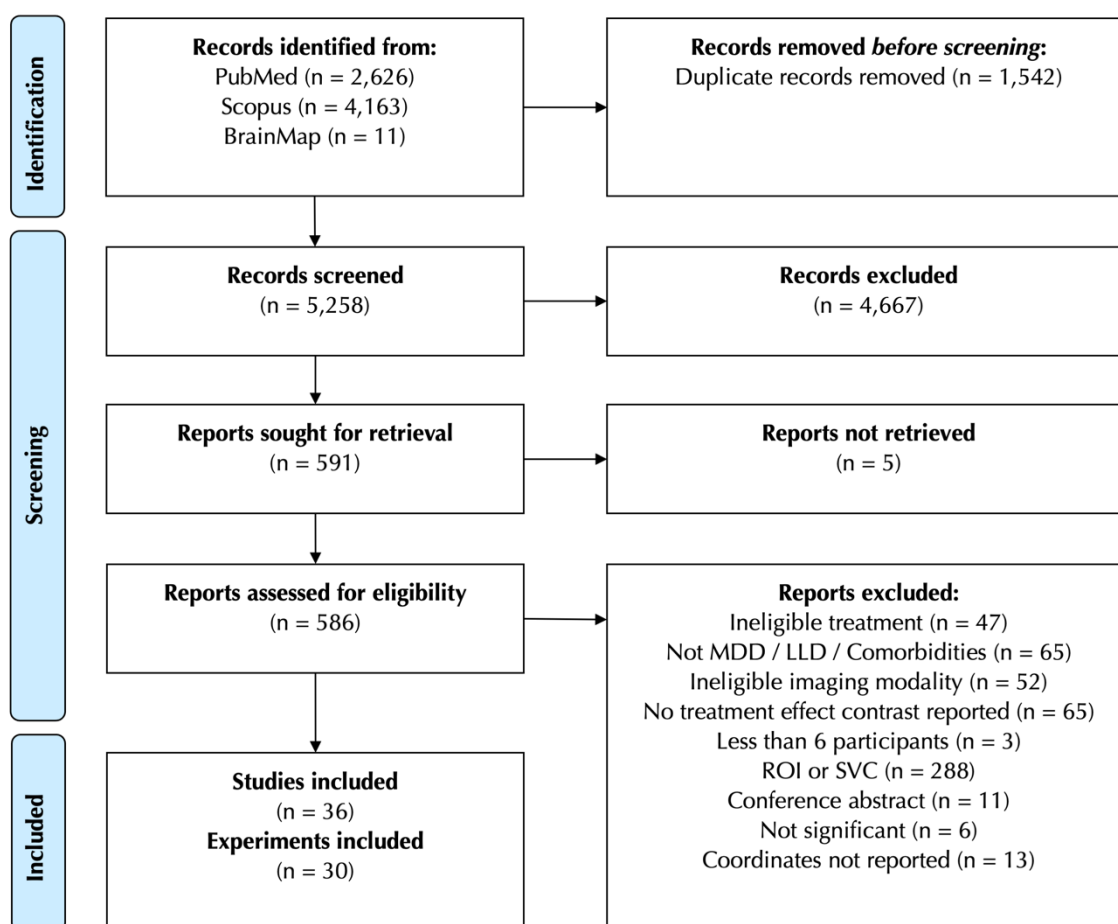 Identification
Records identified from:
PubMed (n = 2,626)
Scopus (n = 4,163)
BrainMap (n = 11)
Records removed before screening:
Duplicate records removed (n = 1,542)
Screening
Records screened
(n = 5,258)
Records excluded
(n = 4,667)
Reports sought for retrieval
(n = 591)
Reports not retrieved
(n = 5)
Reports assessed for eligibility
(n = 586)
Reports excluded:
Ineligible treatment (n = 47)
Not MDD / LLD / Comorbidities (n = 65)
Ineligible imaging modality (n = 52)
No treatment effect contrast reported (n = 65)
Less than 6 participants (n = 3)
ROI or SVC (n = 288)
Conference abstract (n = 11)
Not significant (n = 6)
Coordinates not reported (n = 13)
Included
Studies included
(n = 36)
Experiments included
(n = 30)